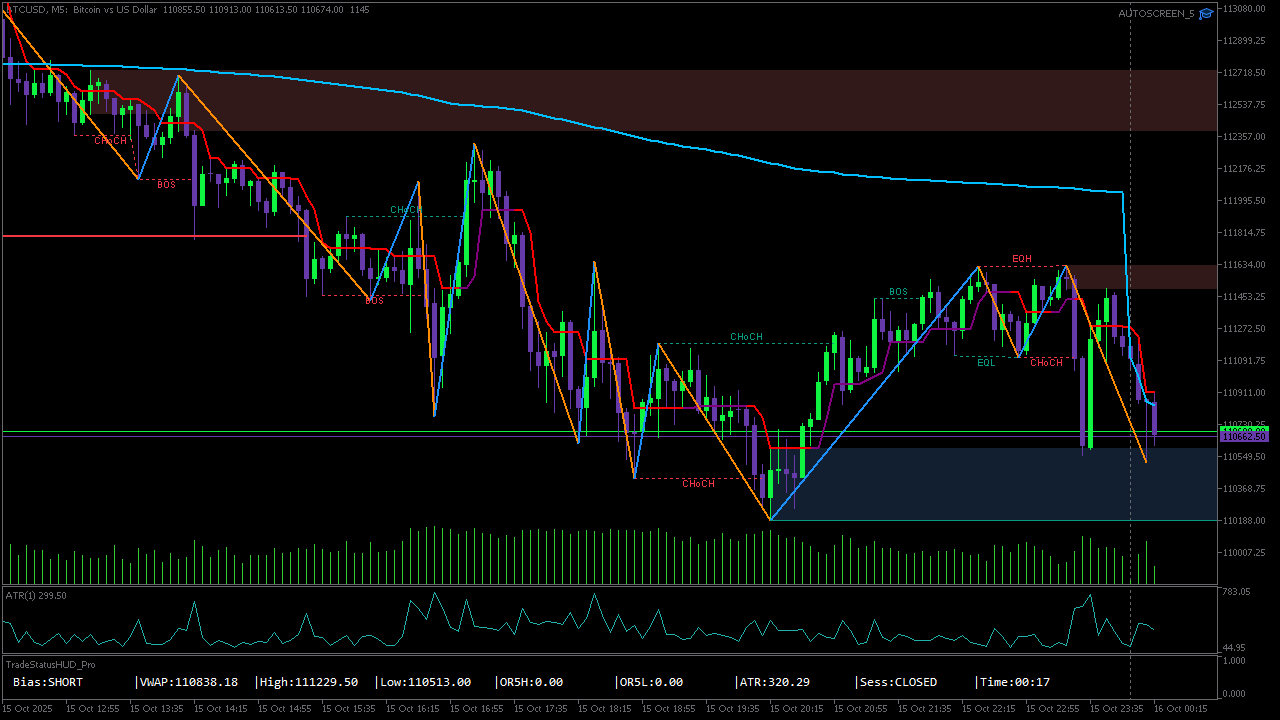 BTCUSD, M5: Bitcoin vs US Dollar 110855.50 110913.00 110613.50 110674.00 1145
AUTOSCREEN_5
113080.00
112899.25
112718.50
112537.75
112357.00
112176.25
111995.50
111814.75
111634.00
111453.25
111272.50
111091.75
110911.00
110662.50
110549.50
110368.75
110188.00
110007.25
CHoCH
BOS
CHoCH
BOS
CHoCH
CHoCH
BOS
EQH
EQL
CHoCH
ATR(1) 299.50
783.05
44.95
TradeStatusHUD_Pro
1.000
0.000
Bias:SHORT |VWAP:110838.18 |High:111229.50 |Low:110513.00 |OR5H:0.00 |OR5L:0.00 |ATR:320.29 |Sess:CLOSED |Time:00:17
15 Oct 2025 15 Oct 12:55 15 Oct 13:35 15 Oct 14:15 15 Oct 14:55 15 Oct 15:35 15 Oct 16:15 15 Oct 16:55 15 Oct 17:35 15 Oct 18:15 15 Oct 18:55 15 Oct 19:35 15 Oct 20:15 15 Oct 20:55 15 Oct 21:35 15 Oct 22:15 15 Oct 22:55 15 Oct 23:35 16 Oct 00:15